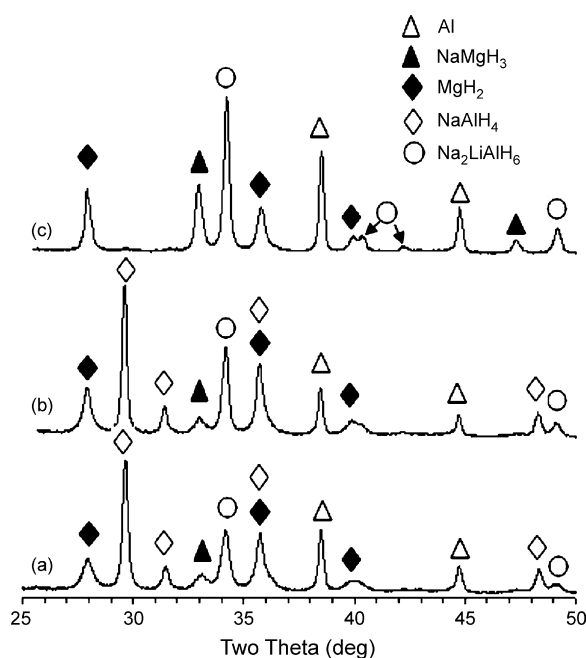 Al
NaMgH₃
MgH₂
NaAlH₄
Na₂LiAlH₆
(c)
(b)
(a)
25 30 35 40 45 50
Two Theta (deg)